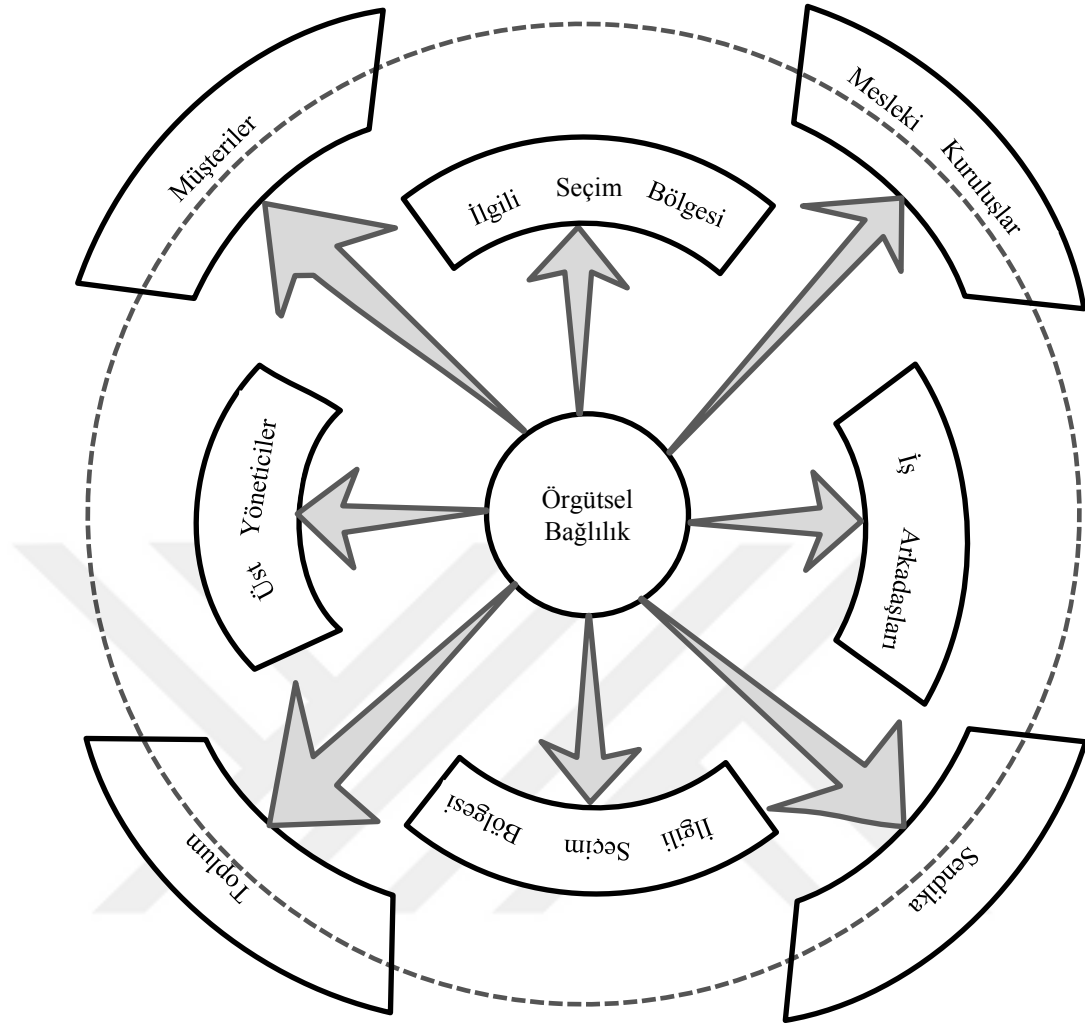 Müşteriler
Mesleki Kuruluşlar
İlgili Seçim Bölgesi
Üst Yöneticiler
Örgütsel
Bağlılık
İş Arkadaşları
İlgili Seçim Bölgesi
Toplum
Sendika